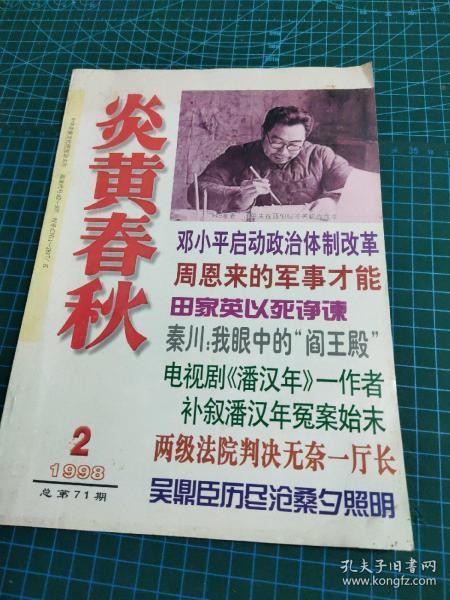 炎黄春秋
邓小平启动政治体制改革
周恩来的军事才能
田家英以死诤谏
秦川:我眼中的“阎王殿”
电视剧《潘汉年》一作者
补叙潘汉年冤案始末
两级法院判决无奈一厅长
吴鼎臣历尽沧桑夕照明
2
1998
总第71期
孔夫子旧书网
www.kongfz.com